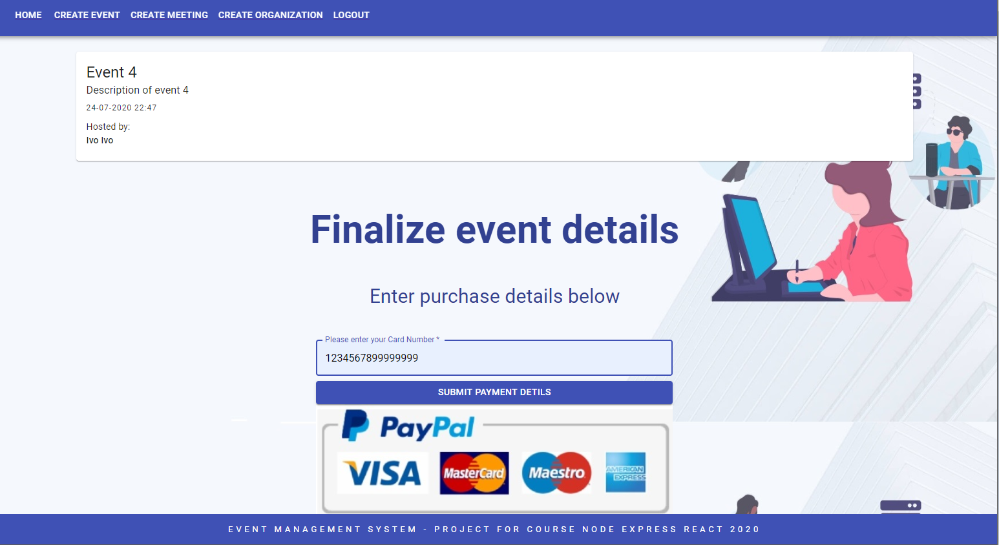 HOME CREATE EVENT CREATE MEETING CREATE ORGANIZATION LOGOUT
Event 4
Description of event 4
24-07-2020 22:47
Hosted by:
Ivo Ivo
Finalize event details
Enter purchase details below
Please enter your Card Number *
1234567899999999
SUBMIT PAYMENT DETILS
PayPal
VISA MasterCard Maestro AMERICAN EXPRESS
EVENT MANAGEMENT SYSTEM - PROJECT FOR COURSE NODE EXPRESS REACT 2020